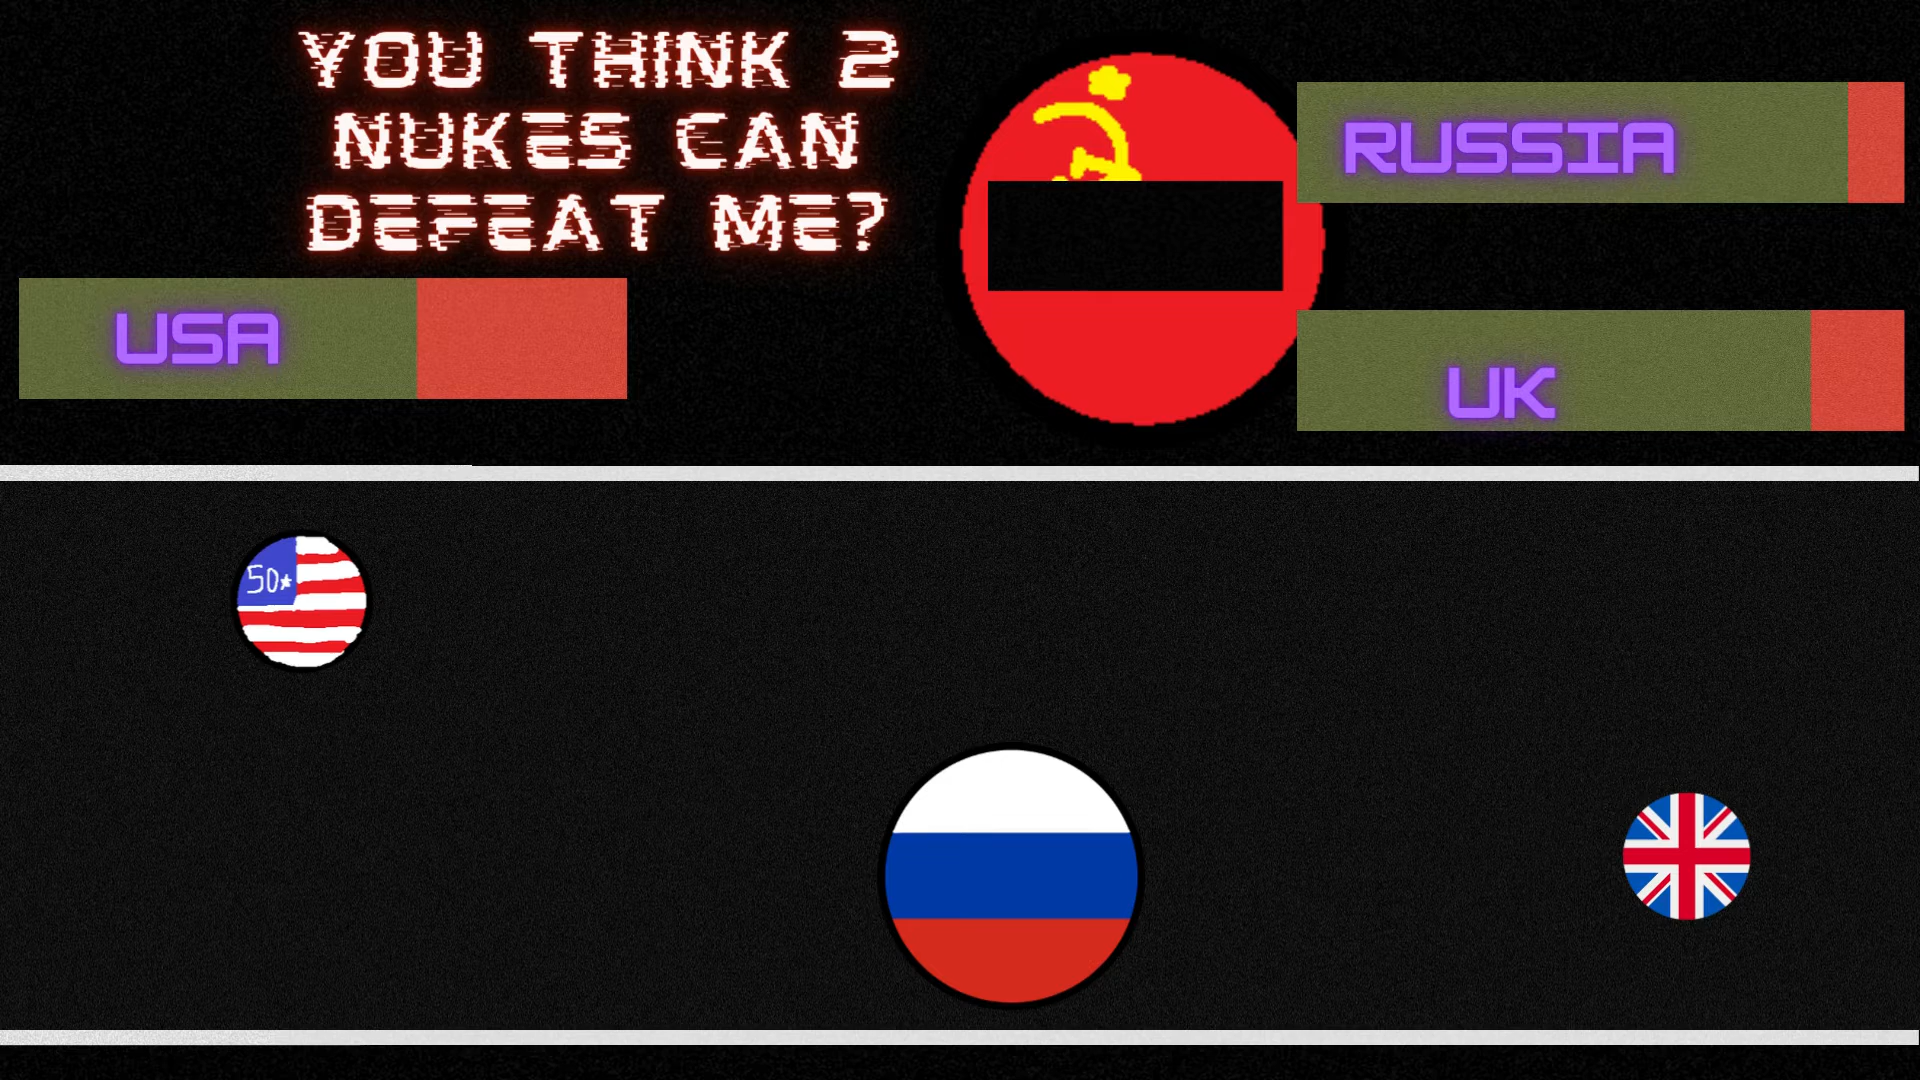 YOU THINK 2
NUKES CAN
DEFEAT ME?
RUSSIA
USA
UK
50